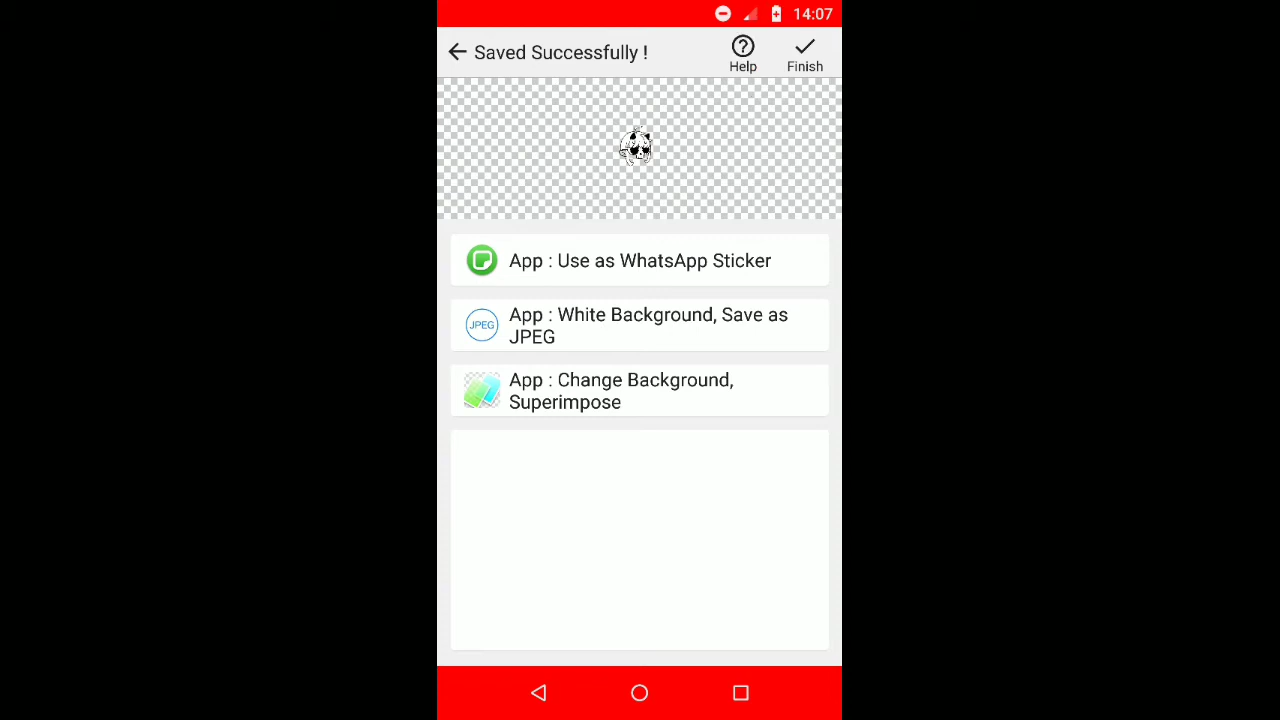 14:07
Saved Successfully !
Help
Finish
App : Use as WhatsApp Sticker
JPEG
App : White Background, Save as
JPEG
App : Change Background,
Superimpose